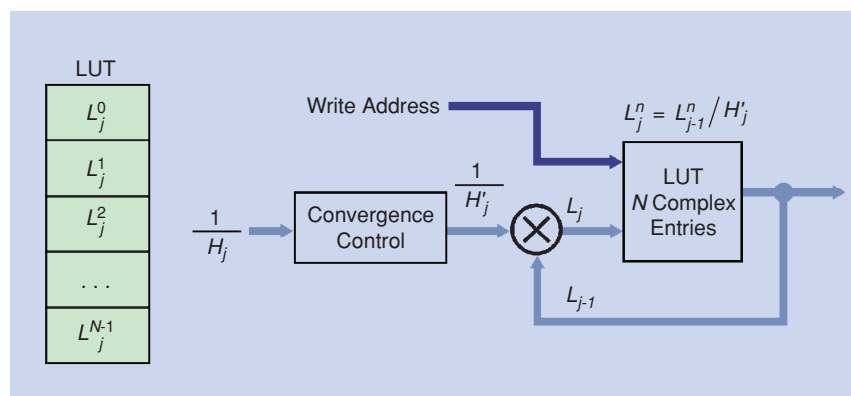 LUT
L_j^0
L_j^1
L_j^2
...
L_j^{N-1}
Write Address
1/H_j
Convergence
Control
1/H'_j
L_j
L_{j-1}
L_j^n = L_{j-1}^n / H'_j
LUT
N Complex
Entries